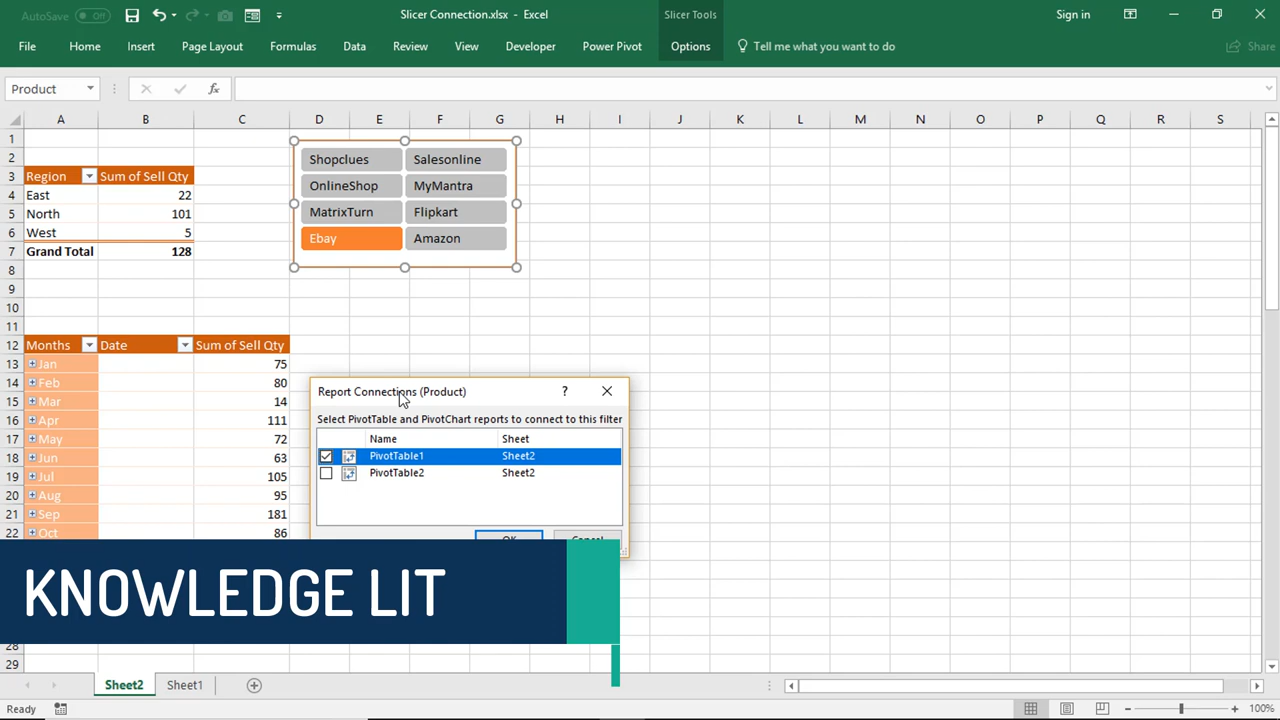 AutoSave Off
Slicer Connection.xlsx - Excel
Slicer Tools
Sign in
File Home Insert Page Layout Formulas Data Review View Developer Power Pivot Options Tell me what you want to do Share
Product fx
A B C D E F G H I J K L M N O P Q R S
1
2
3 Region Sum of Sell Qty
4 East 22
5 North 101
6 West 5
7 Grand Total 128
8
9
10
11
12 Months Date Sum of Sell Qty
13 Jan 75
14 Feb 80
15 Mar 14
16 Apr 111
17 May 72
18 Jun 63
19 Jul 105
20 Aug 95
21 Sep 181
22 Oct 86
28
29
Shopclues Salesonline
OnlineShop MyMantra
MatrixTurn Flipkart
Ebay Amazon
Report Connections (Product) ?
Select PivotTable and PivotChart reports to connect to this filter
Name Sheet
PivotTable1 Sheet2
PivotTable2 Sheet2
OK Cancel
KNOWLEDGE LIT
Sheet2 Sheet1
Ready
100%